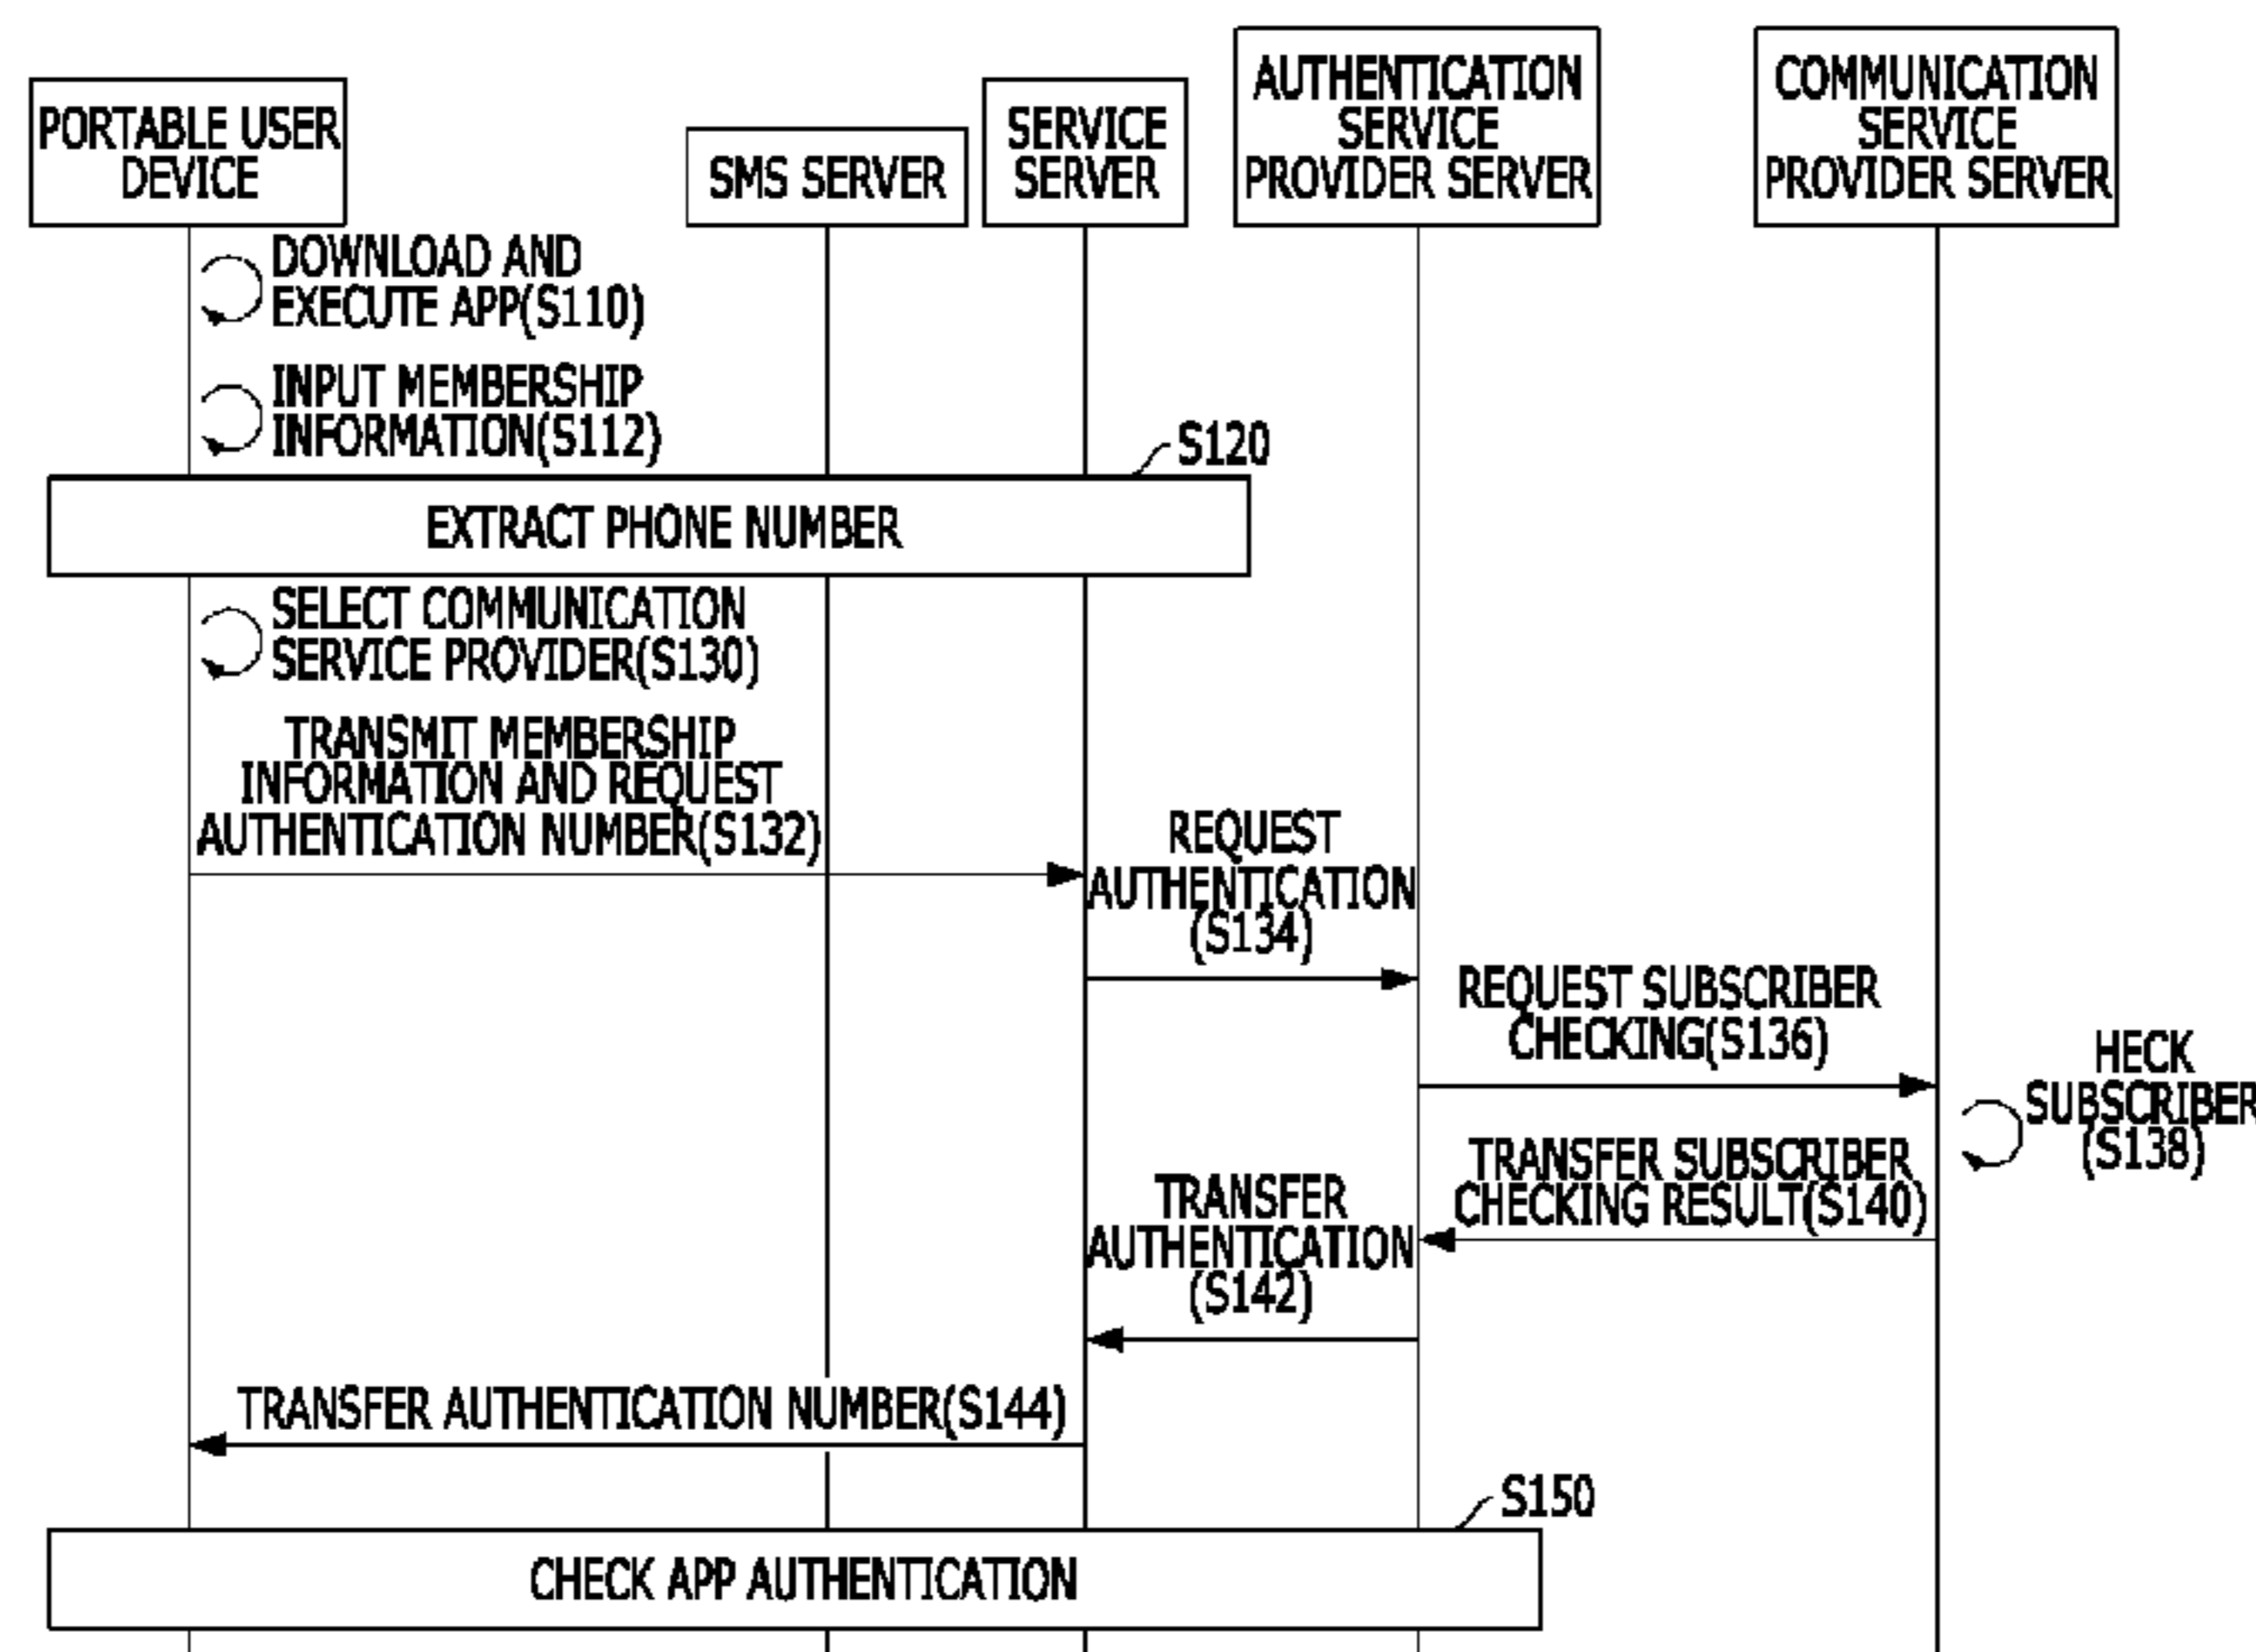 PORTABLE USER
DEVICE
SMS SERVER
SERVICE
SERVER
AUTHENTICATION
SERVICE
PROVIDER SERVER
COMMUNICATION
SERVICE
PROVIDER SERVER
DOWNLOAD AND
EXECUTE APP(S110)
INPUT MEMBERSHIP
INFORMATION(S112)
S120
EXTRACT PHONE NUMBER
SELECT COMMUNICATION
SERVICE PROVIDER(S130)
TRANSMIT MEMBERSHIP
INFORMATION AND REQUEST
AUTHENTICATION NUMBER(S132)
REQUEST
AUTHENTICATION
(S134)
REQUEST SUBSCRIBER
CHECKING(S136)
HECK
SUBSCRIBER
(S138)
TRANSFER SUBSCRIBER
CHECKING RESULT(S140)
TRANSFER
AUTHENTICATION
(S142)
TRANSFER AUTHENTICATION NUMBER(S144)
S150
CHECK APP AUTHENTICATION